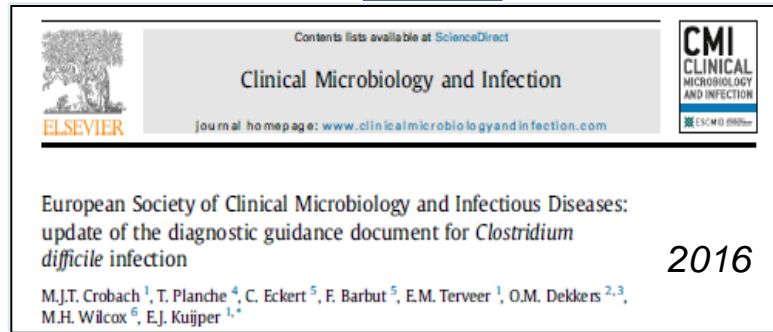 Contents lists available at ScienceDirect
Clinical Microbiology and Infection
journal homepage: www.clinicalmicrobiologyandinfection.com
ELSEVIER
CMI
CLINICAL
MICROBIOLOGY
AND INFECTION
ESCMID
European Society of Clinical Microbiology and Infectious Diseases:
update of the diagnostic guidance document for Clostridium
difficile infection
2016
M.J.T. Crobach 1, T. Planche 4, C. Eckert 5, F. Barbut 5, E.M. Terveer 1, O.M. Dekkers 2,3,
M.H. Wilcox 6, E.J. Kuijper 1,*